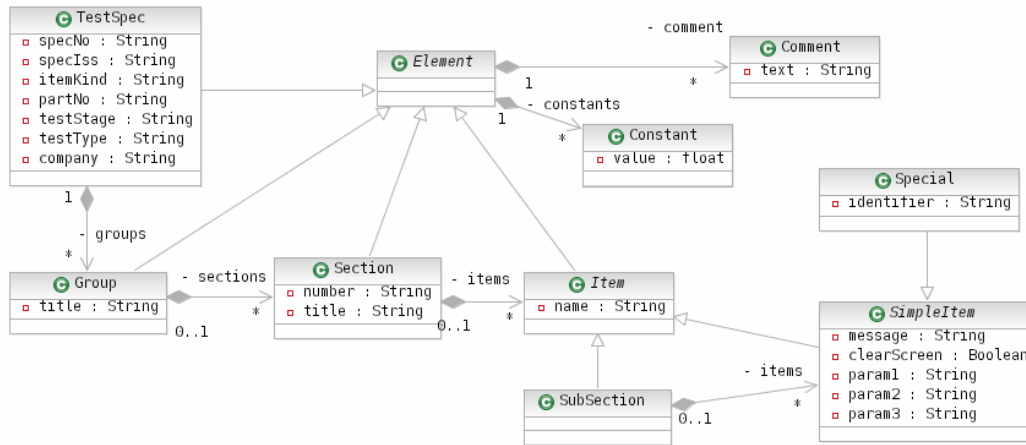 TestSpec
specNo : String
specIss : String
itemKind : String
partNo : String
testStage : String
testType : String
company : String
Element
- comment
1
*
Comment
text : String
- constants
1
*
Constant
value : float
Special
identifier : String
1
- groups
*
Group
title : String
- sections
0..1
*
Section
number : String
title : String
- items
0..1
*
Item
name : String
SimpleItem
message : String
clearScreen : Boolean
param1 : String
param2 : String
param3 : String
SubSection
- items
0..1
*